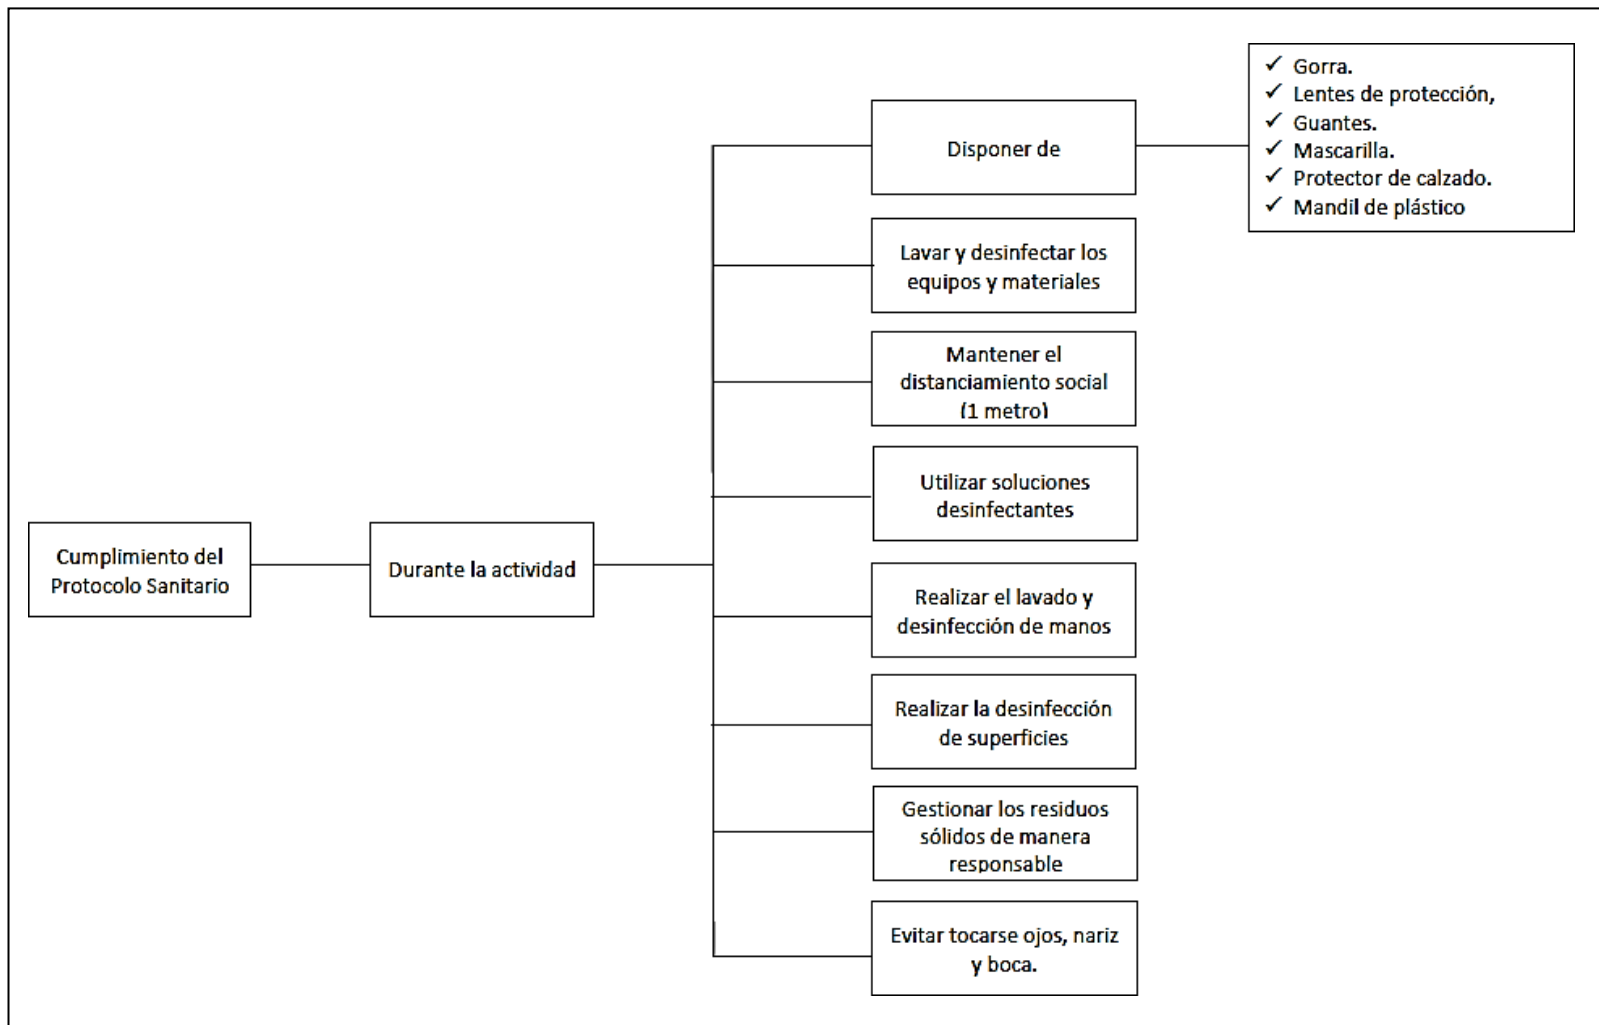 Cumplimiento del
Protocolo Sanitario
Durante la actividad
Disponer de
✓ Gorra.
✓ Lentes de protección,
✓ Guantes.
✓ Mascarilla.
✓ Protector de calzado.
✓ Mandil de plástico
Lavar y desinfectar los
equipos y materiales
Mantener el
distanciamiento social
(1 metro)
Utilizar soluciones
desinfectantes
Realizar el lavado y
desinfección de manos
Realizar la desinfección
de superficies
Gestionar los residuos
sólidos de manera
responsable
Evitar tocarse ojos, nariz
y boca.